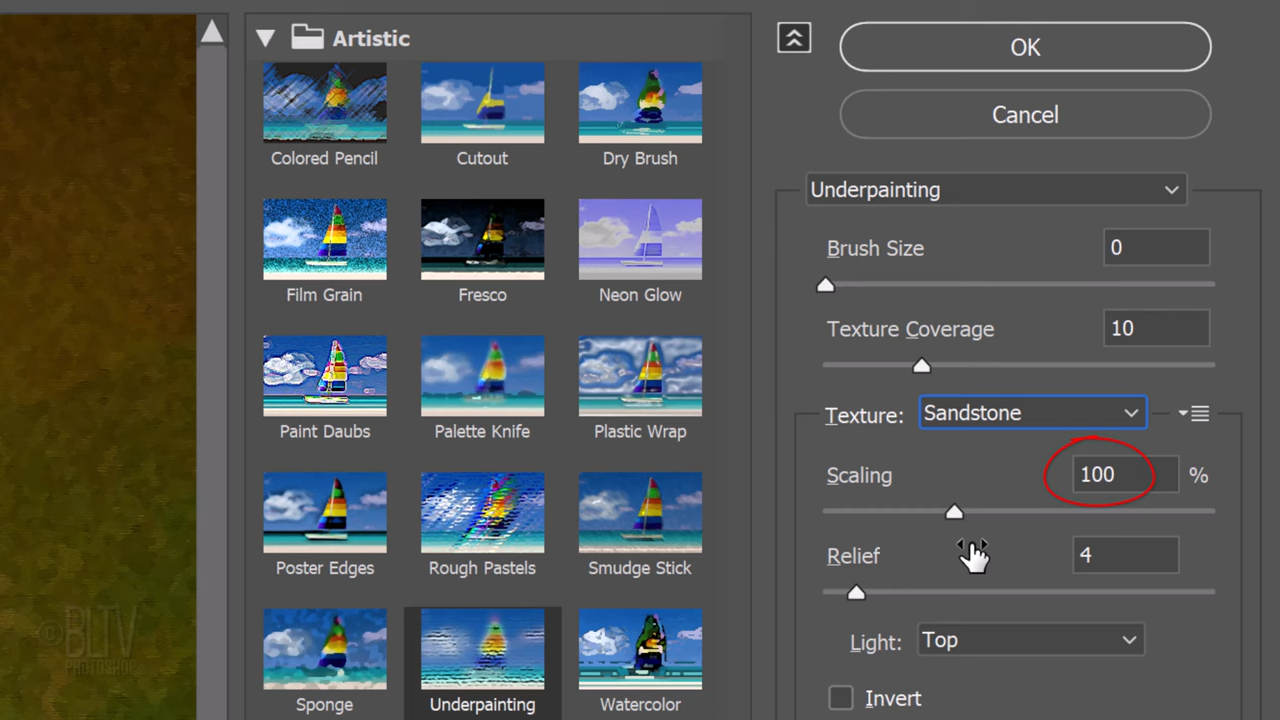 Artistic
Colored Pencil
Cutout
Dry Brush
Film Grain
Fresco
Neon Glow
Paint Daubs
Palette Knife
Plastic Wrap
Poster Edges
Rough Pastels
Smudge Stick
Sponge
Underpainting
Watercolor
OK
Cancel
Underpainting
Brush Size 0
Texture Coverage 10
Texture: Sandstone
Scaling 100 %
Relief 4
Light: Top
Invert
©BLTV
PHOTOSHOP